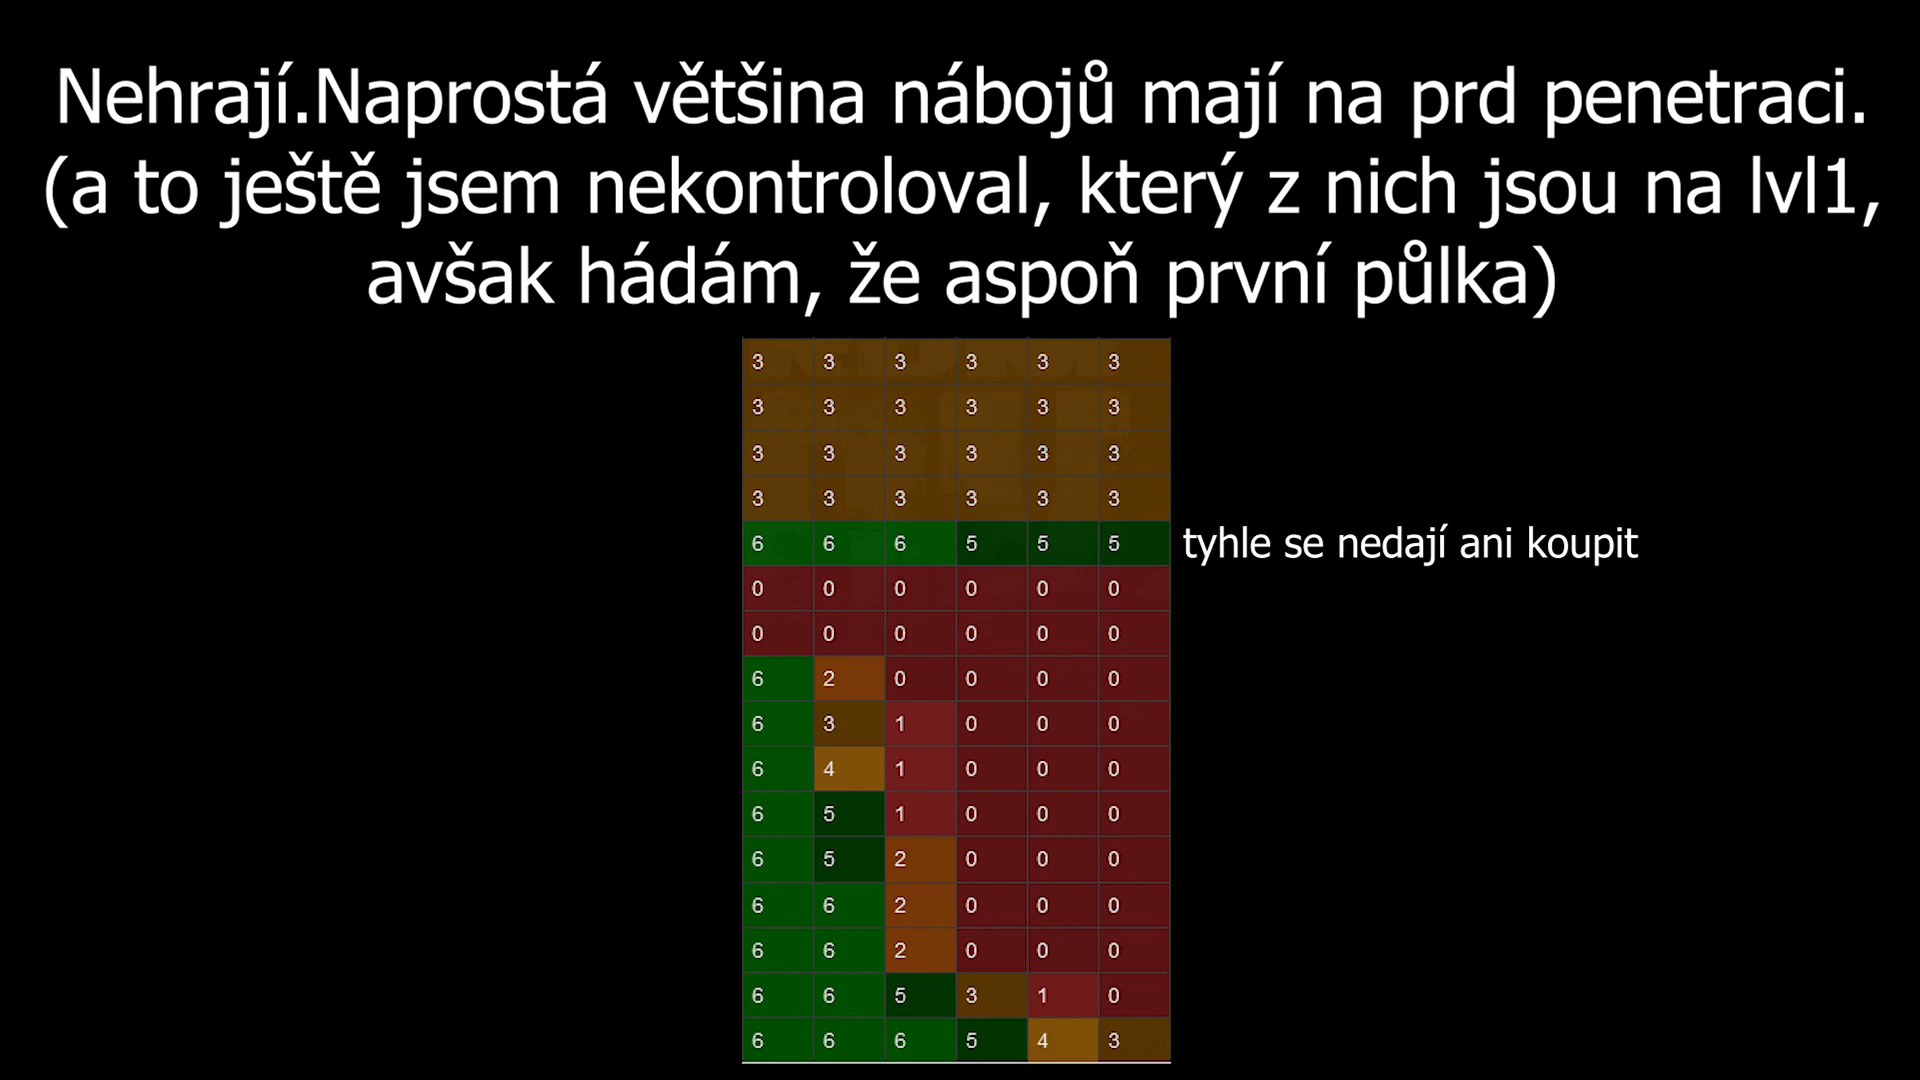 Nehrají.Naprostá většina nábojů mají na prd penetraci.
(a to ještě jsem nekontroloval, který z nich jsou na lvl1,
avšak hádám, že aspoň první půlka)
3 3 3 3 3 3
3 3 3 3 3 3
3 3 3 3 3 3
3 3 3 3 3 3
6 6 6 5 5 5 tyhle se nedají ani koupit
0 0 0 0 0 0
0 0 0 0 0 0
6 2 0 0 0 0
6 3 1 0 0 0
6 4 1 0 0 0
6 5 1 0 0 0
6 5 2 0 0 0
6 6 2 0 0 0
6 6 2 0 0 0
6 6 5 3 1 0
6 6 6 5 4 3